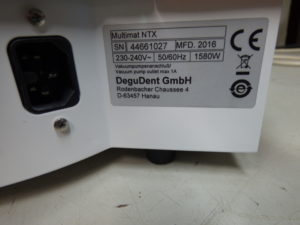 Multimat NTX
SN 44661027 MFD. 2016
230-240V~ 50/60Hz 1580W
Vakuumpumpenanschluß/
Vacuum pump outlet max 1A
DeguDent GmbH
Rodenbacher Chaussee 4
D-63457 Hanau
CE